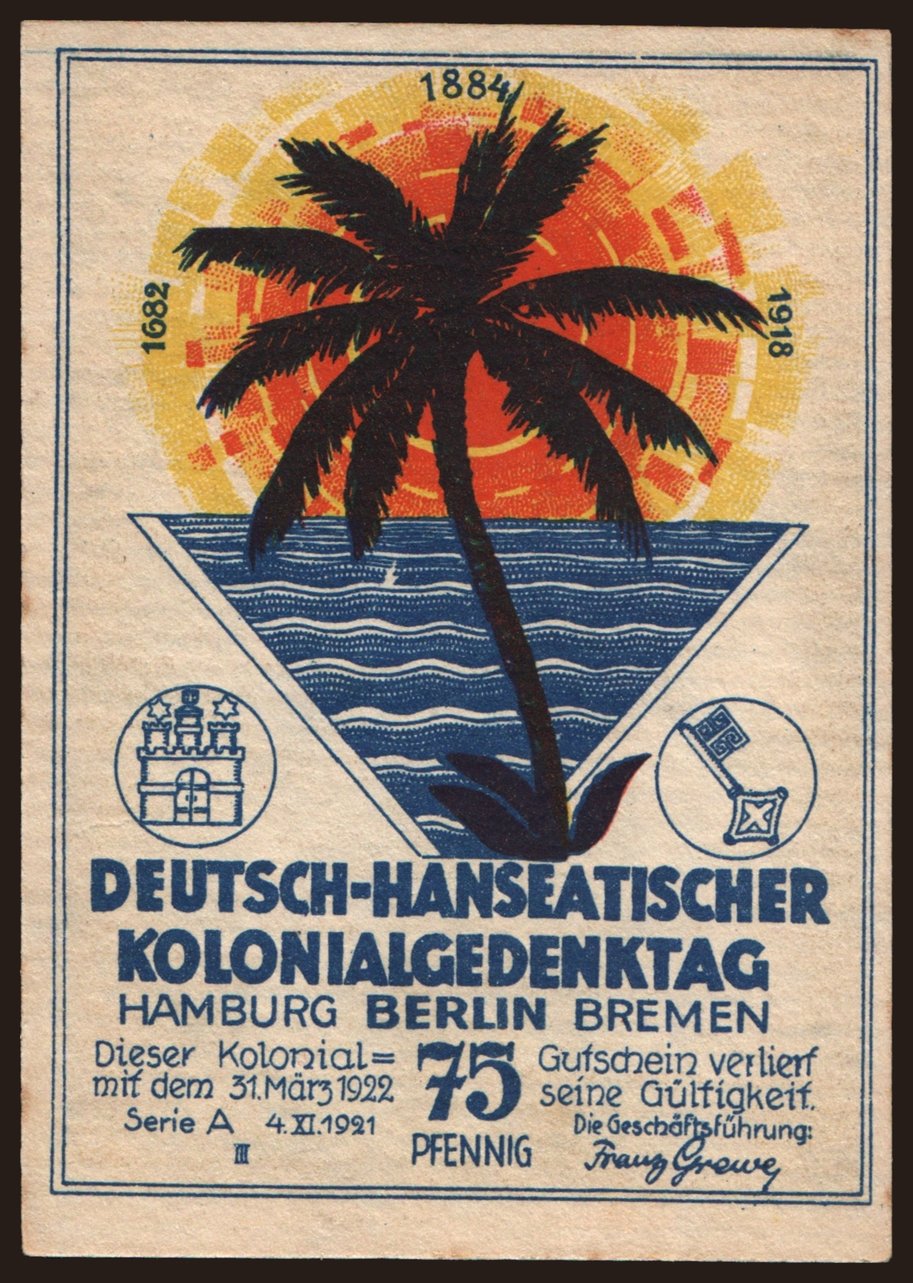 1884
1682
1918
DEUTSCH-HANSEATISCHER
KOLONIALGEDENKTAG
HAMBURG BERLIN BREMEN
Dieser Kolonial= 75 Gutschein verliert
mit dem 31. März 1922 seine Gültigkeit.
Serie A 4. XI. 1921 Die Geschäftsführung:
III PFENNIG Franz Grewe